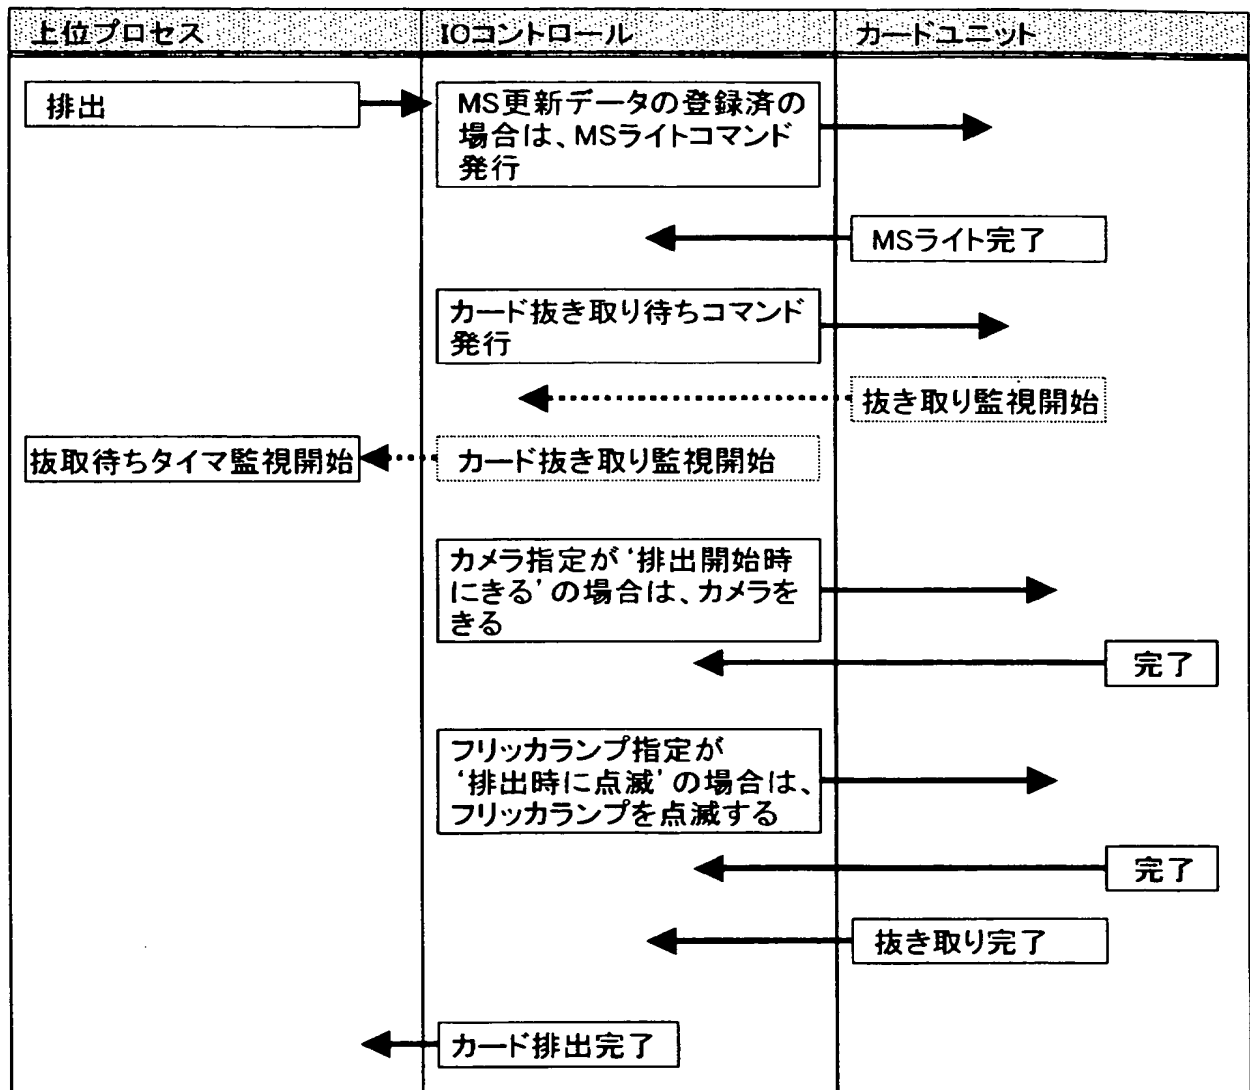 上位プロセス
IOコントロール
カードユニット
排出
MS更新データの登録済の
場合は、MSライトコマンド
発行
MSライト完了
カード抜き取り待ちコマンド
発行
抜き取り監視開始
抜取待ちタイマ監視開始
カード抜き取り監視開始
カメラ指定が‘排出開始時
にきる’の場合は、カメラを
きる
完了
フリッカランプ指定が
‘排出時に点滅’の場合は、
フリッカランプを点滅する
完了
抜き取り完了
カード排出完了